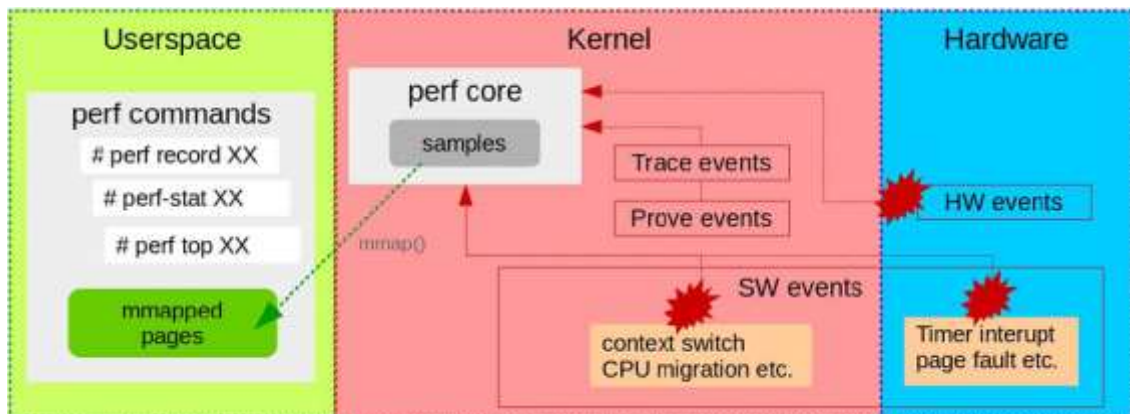 Userspace
Kernel
Hardware
perf commands
# perf record XX
# perf-stat XX
# perf top XX
mmapped
pages
perf core
samples
mmap()
Trace events
Prove events
HW events
SW events
context switch
CPU migration etc.
Timer interupt
page fault etc.